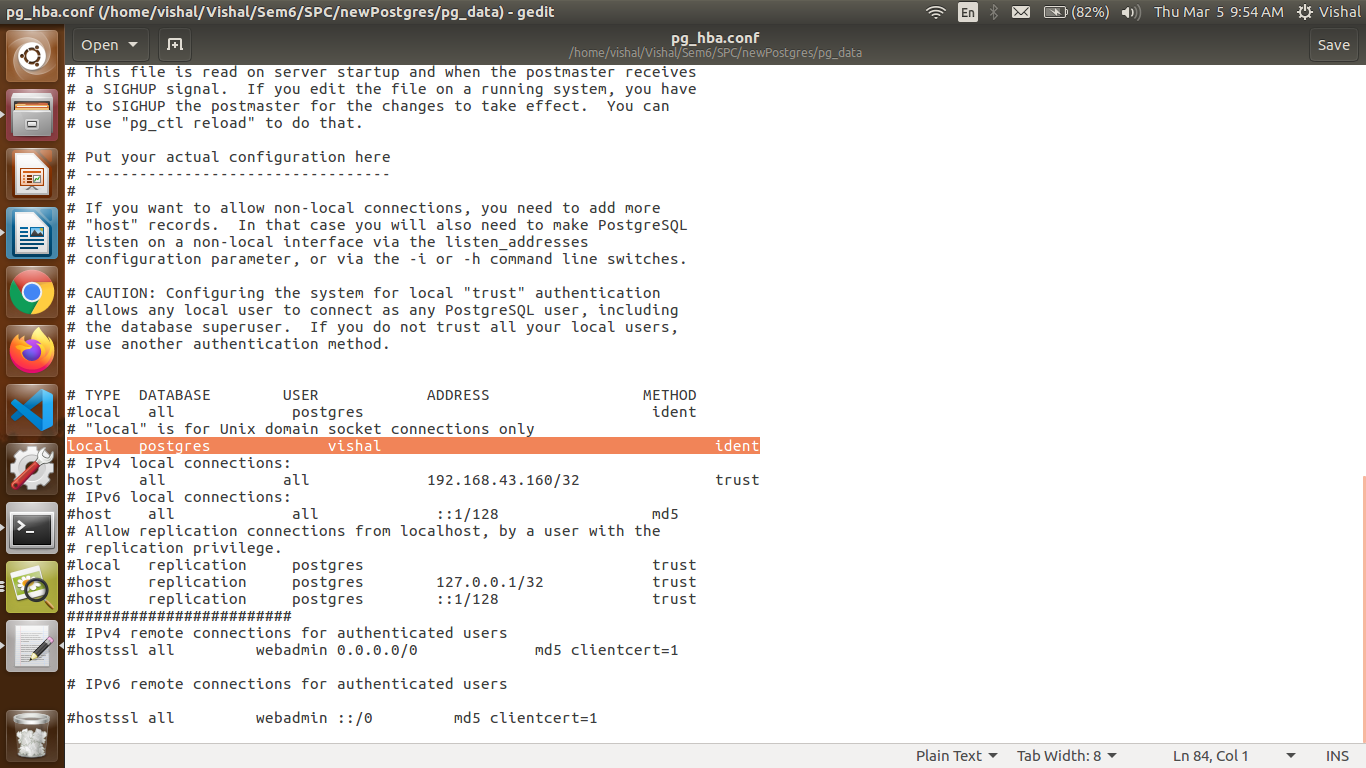 pg_hba.conf (/home/vishal/Vishal/Sem6/SPC/newPostgres/pg_data) - gedit
En
(82%)
Thu Mar 5 9:54 AM
Vishal
Open
pg_hba.conf
/home/vishal/Vishal/Sem6/SPC/newPostgres/pg_data
Save
# This file is read on server startup and when the postmaster receives
# a SIGHUP signal.  If you edit the file on a running system, you have
# to SIGHUP the postmaster for the changes to take effect.  You can
# use "pg_ctl reload" to do that.
# Put your actual configuration here
# ----------------------------------
#
# If you want to allow non-local connections, you need to add more
# "host" records.  In that case you will also need to make PostgreSQL
# listen on a non-local interface via the listen_addresses
# configuration parameter, or via the -i or -h command line switches.
# CAUTION: Configuring the system for local "trust" authentication
# allows any local user to connect as any PostgreSQL user, including
# the database superuser.  If you do not trust all your local users,
# use another authentication method.
# TYPE  DATABASE        USER            ADDRESS                 METHOD
#local   all             postgres                                ident
# "local" is for Unix domain socket connections only
local   postgres             vishal                                     ident
# IPv4 local connections:
host    all             all             192.168.43.160/32               trust
# IPv6 local connections:
#host    all             all             ::1/128                 md5
# Allow replication connections from localhost, by a user with the
# replication privilege.
#local   replication     postgres                                trust
#host    replication     postgres        127.0.0.1/32            trust
#host    replication     postgres        ::1/128                 trust
#########################
# IPv4 remote connections for authenticated users
#hostssl all         webadmin 0.0.0.0/0             md5 clientcert=1
# IPv6 remote connections for authenticated users
#hostssl all         webadmin ::/0         md5 clientcert=1
Plain Text
Tab Width: 8
Ln 84, Col 1
INS